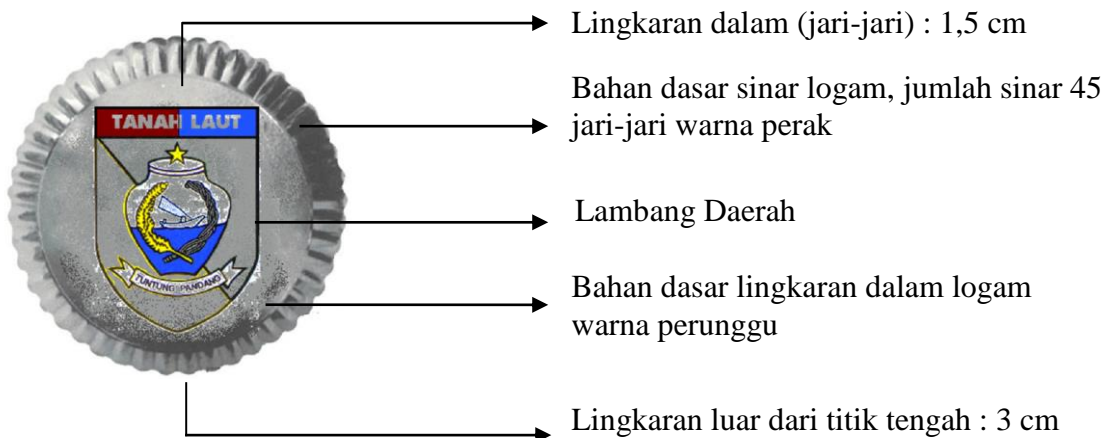 Lingkaran dalam (jari-jari) : 1,5 cm
Bahan dasar sinar logam, jumlah sinar 45
jari-jari warna perak
TANAH LAUT
Lambang Daerah
TUNTUNG PANDANG
Bahan dasar lingkaran dalam logam
warna perunggu
Lingkaran luar dari titik tengah : 3 cm